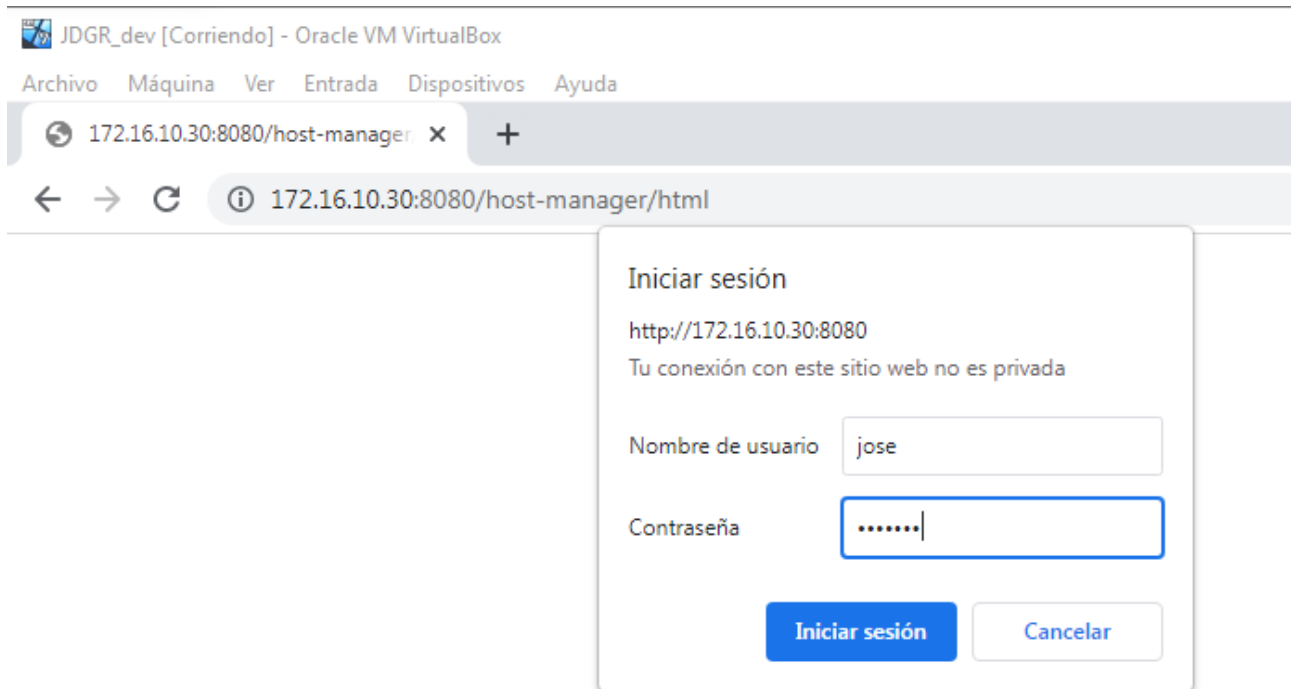 JDGR_dev [Corriendo] - Oracle VM VirtualBox
Archivo Máquina Ver Entrada Dispositivos Ayuda
172.16.10.30:8080/host-manager
172.16.10.30:8080/host-manager/html
Iniciar sesión
http://172.16.10.30:8080
Tu conexión con este sitio web no es privada
Nombre de usuario jose
Contraseña •••••••
Iniciar sesión Cancelar